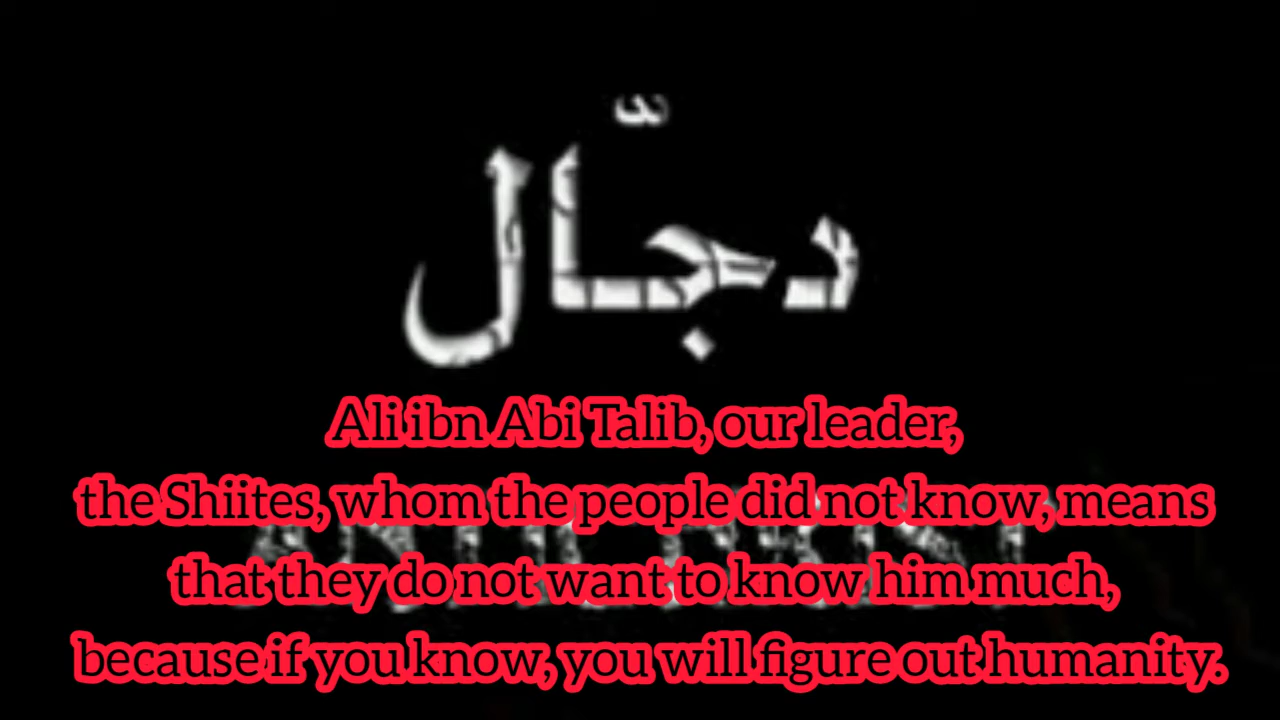 دجّال
Ali ibn Abi Talib, our leader,
the Shiites, whom the people did not know, means
that they do not want to know him much,
because if you know, you will figure out humanity.